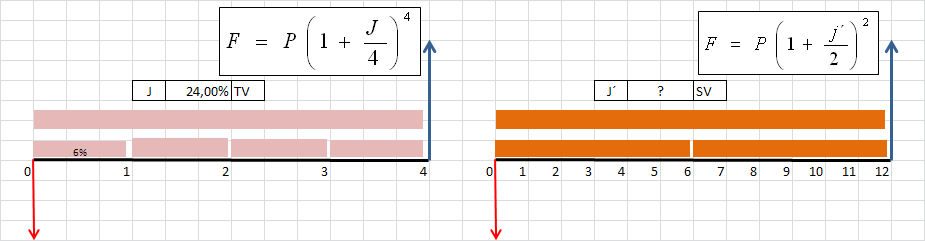 F = P ( 1 + J/4 )^4
J 24,00% TV
6%
0 1 2 3 4
F = P ( 1 + j´/2 )^2
J´ ? SV
0 1 2 3 4 5 6 7 8 9 10 11 12